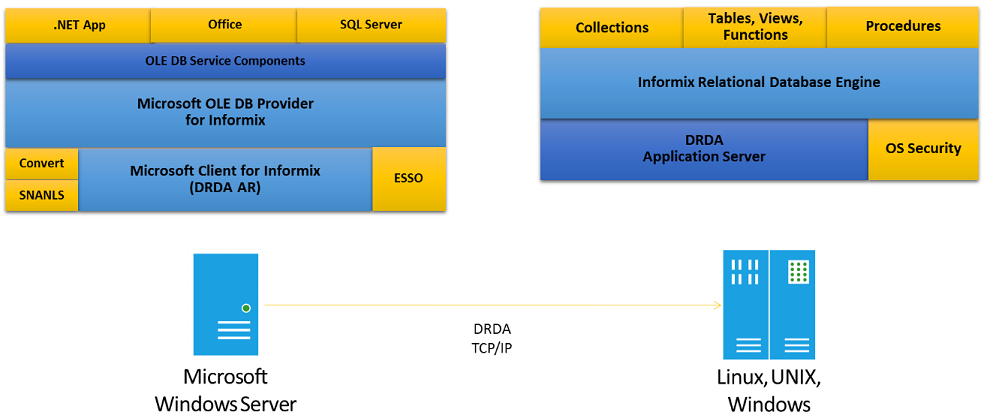 .NET App
Office
SQL Server
OLE DB Service Components
Microsoft OLE DB Provider
for Informix
Convert
SNANLS
Microsoft Client for Informix
(DRDA AR)
ESSO
Collections
Tables, Views,
Functions
Procedures
Informix Relational Database Engine
DRDA
Application Server
OS Security
DRDA
TCP/IP
Microsoft
Windows Server
Linux, UNIX,
Windows